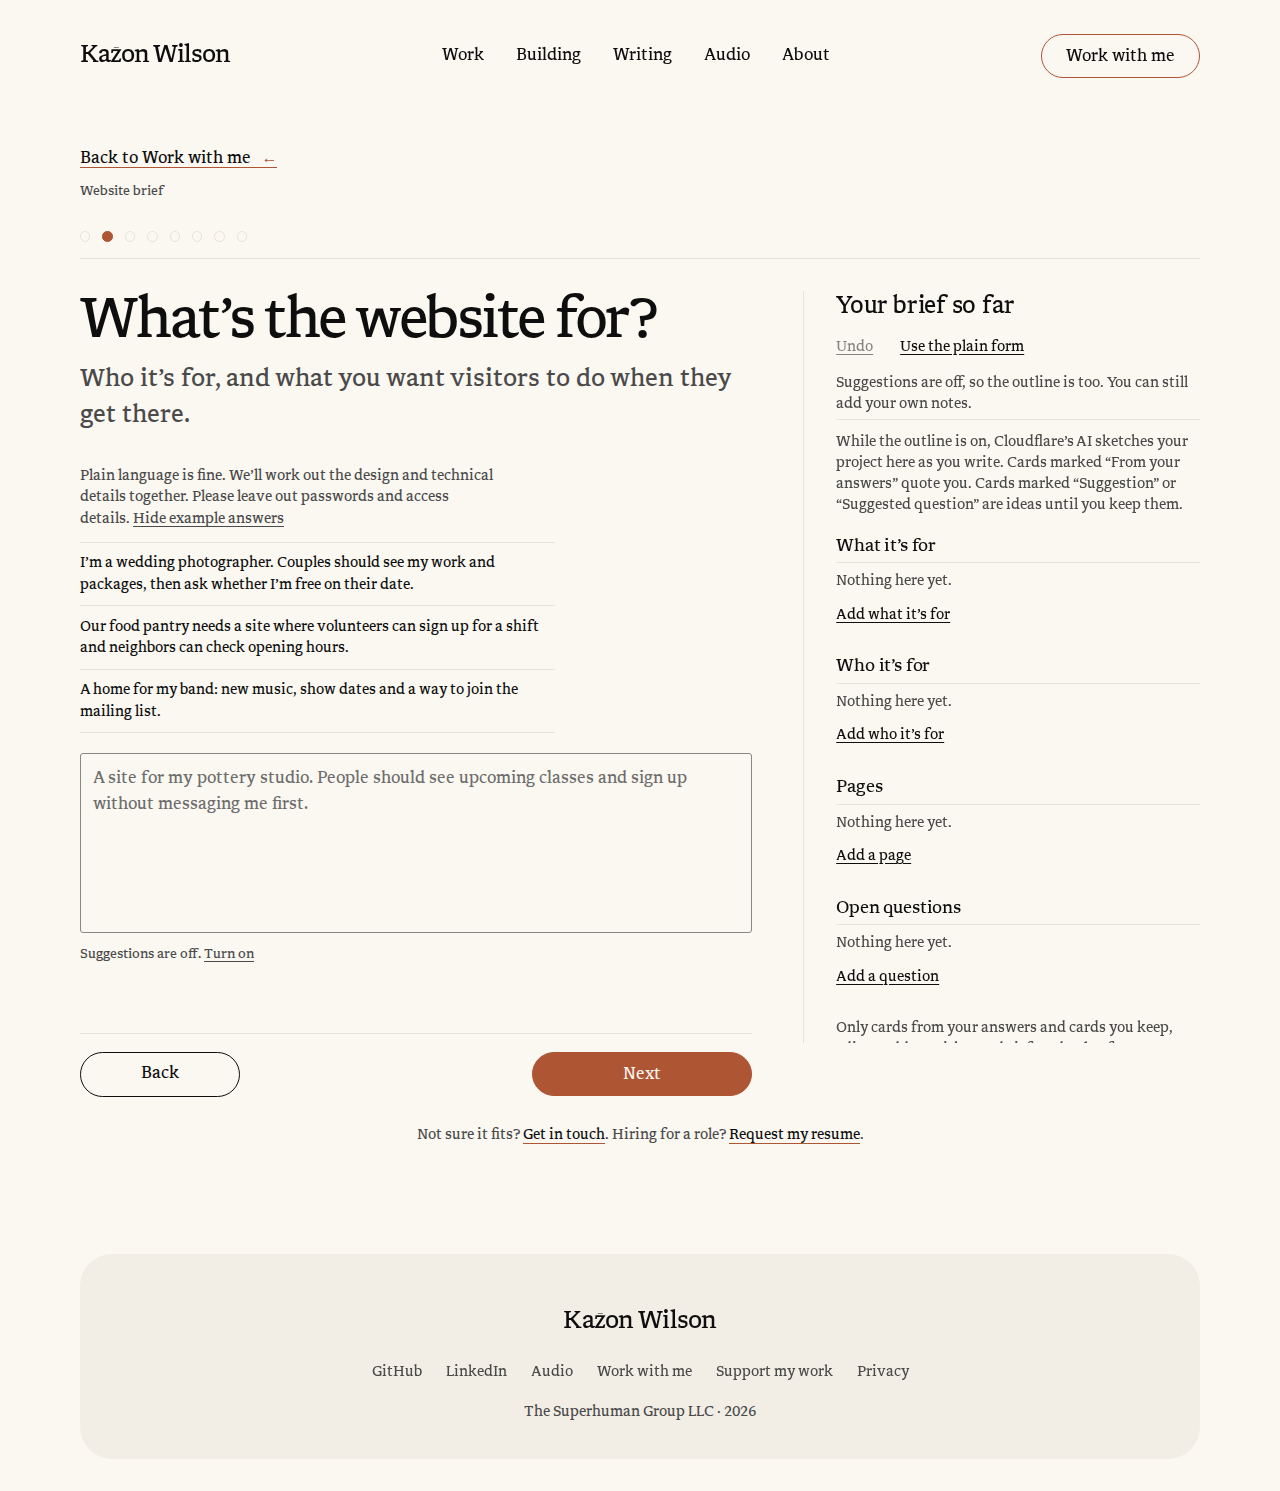 Kažon Wilson
Work Building Writing Audio About
Work with me
Back to Work with me ←
Website brief
What’s the website for?
Who it’s for, and what you want visitors to do when they
get there.
Plain language is fine. We’ll work out the design and technical
details together. Please leave out passwords and access
details. Hide example answers
I’m a wedding photographer. Couples should see my work and
packages, then ask whether I’m free on their date.
Our food pantry needs a site where volunteers can sign up for a shift
and neighbors can check opening hours.
A home for my band: new music, show dates and a way to join the
mailing list.
A site for my pottery studio. People should see upcoming classes and sign up
without messaging me first.
Suggestions are off. Turn on
Back
Next
Your brief so far
Undo Use the plain form
Suggestions are off, so the outline is too. You can still
add your own notes.
While the outline is on, Cloudflare’s AI sketches your
project here as you write. Cards marked “From your
answers” quote you. Cards marked “Suggestion” or
“Suggested question” are ideas until you keep them.
What it’s for
Nothing here yet.
Add what it’s for
Who it’s for
Nothing here yet.
Add who it’s for
Pages
Nothing here yet.
Add a page
Open questions
Nothing here yet.
Add a question
Only cards from your answers and cards you keep,
Not sure it fits? Get in touch. Hiring for a role? Request my resume.
Kažon Wilson
GitHub LinkedIn Audio Work with me Support my work Privacy
The Superhuman Group LLC · 2026